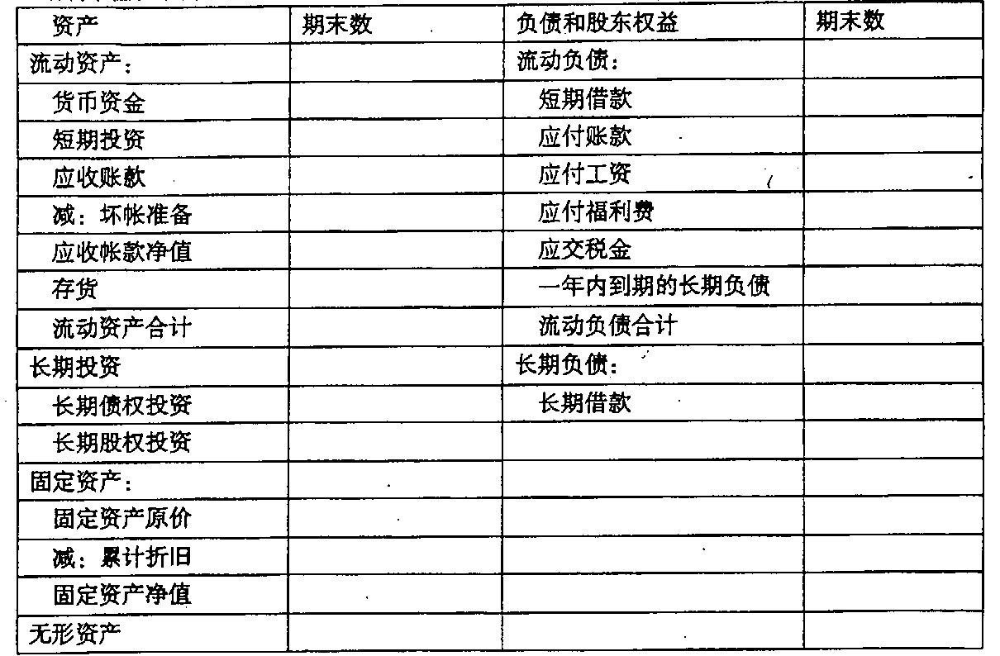 资产 期末数 负债和股东权益 期末数
流动资产： 流动负债：
货币资金 短期借款
短期投资 应付账款
应收账款 应付工资
减：坏帐准备 应付福利费
应收帐款净值 应交税金
存货 一年内到期的长期负债
流动资产合计 流动负债合计
长期投资 长期负债：
长期债权投资 长期借款
长期股权投资
固定资产：
固定资产原价
减：累计折旧
固定资产净值
无形资产